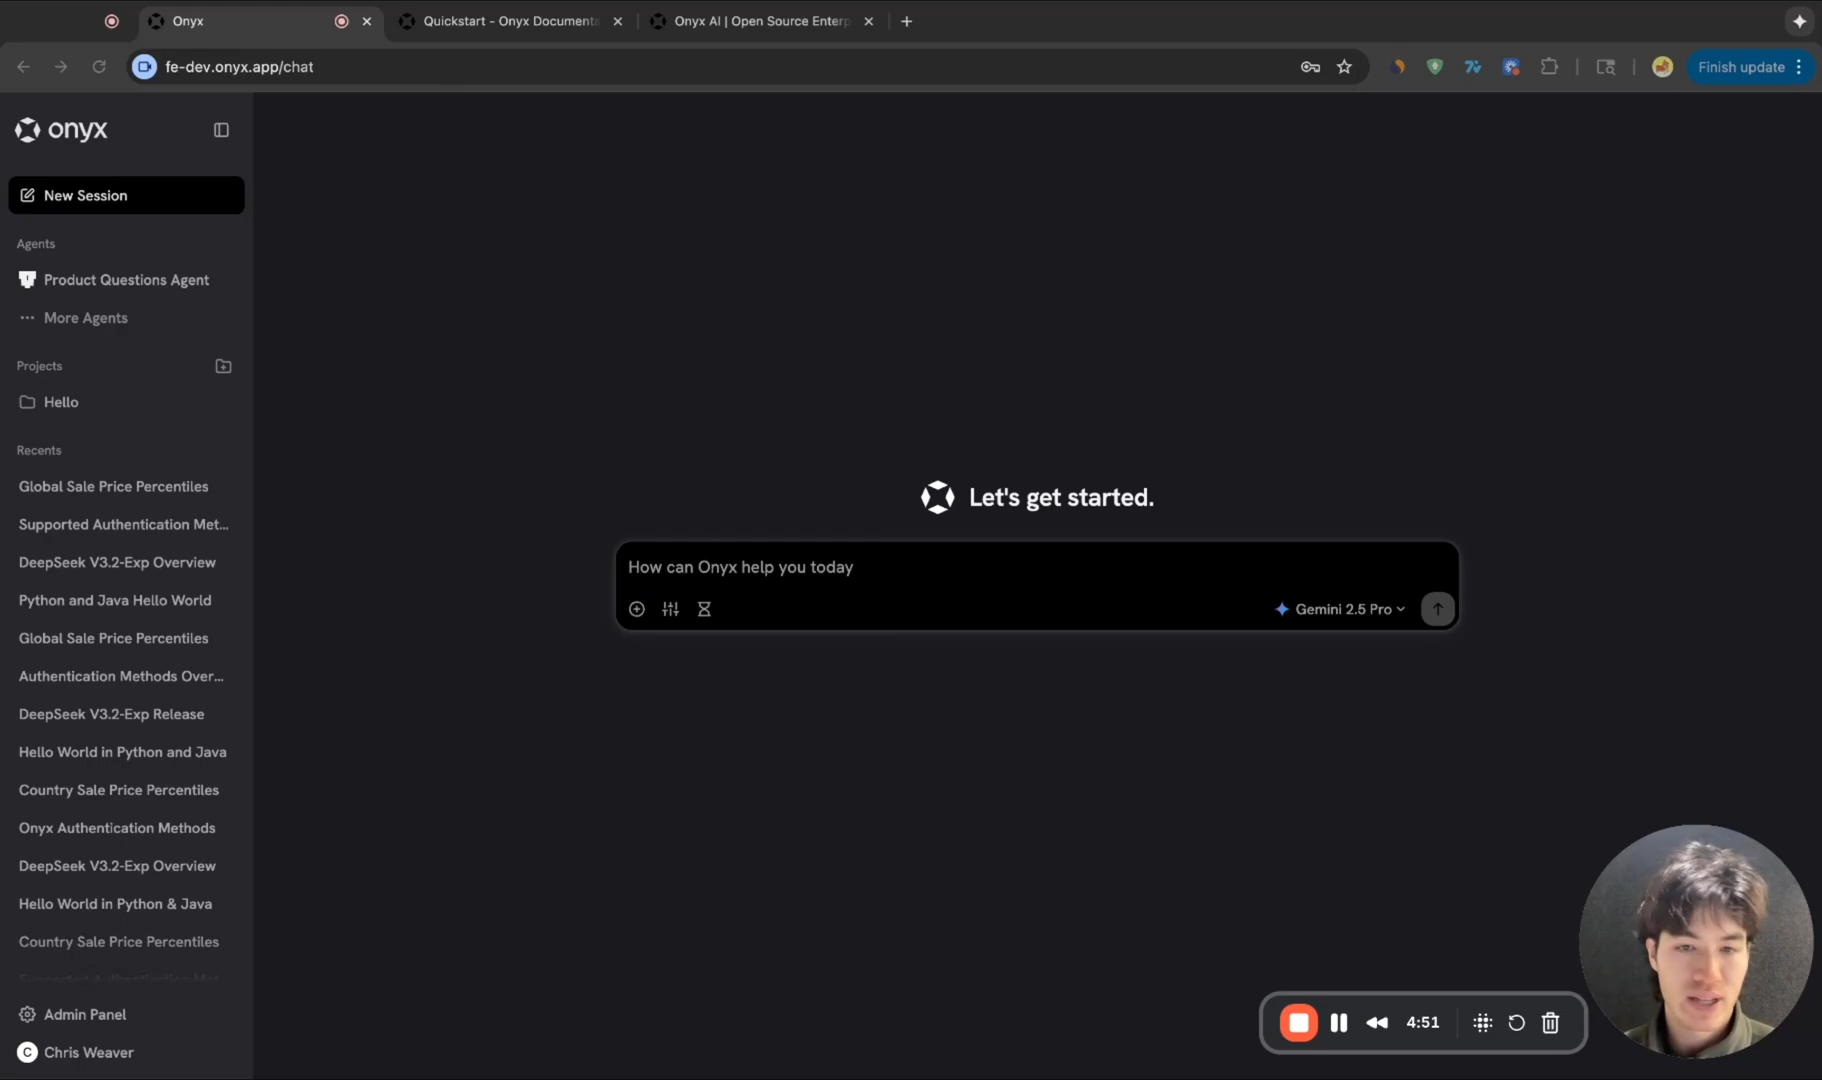 Onyx
Quickstart - Onyx Documenta
Onyx AI | Open Source Enterp
fe-dev.onyx.app/chat
Finish update
onyx
New Session
Agents
Product Questions Agent
More Agents
Projects
Hello
Recents
Global Sale Price Percentiles
Supported Authentication Met...
DeepSeek V3.2-Exp Overview
Python and Java Hello World
Global Sale Price Percentiles
Authentication Methods Over...
DeepSeek V3.2-Exp Release
Hello World in Python and Java
Country Sale Price Percentiles
Onyx Authentication Methods
DeepSeek V3.2-Exp Overview
Hello World in Python & Java
Country Sale Price Percentiles
Admin Panel
C Chris Weaver
Let's get started.
How can Onyx help you today
Gemini 2.5 Pro
4:51